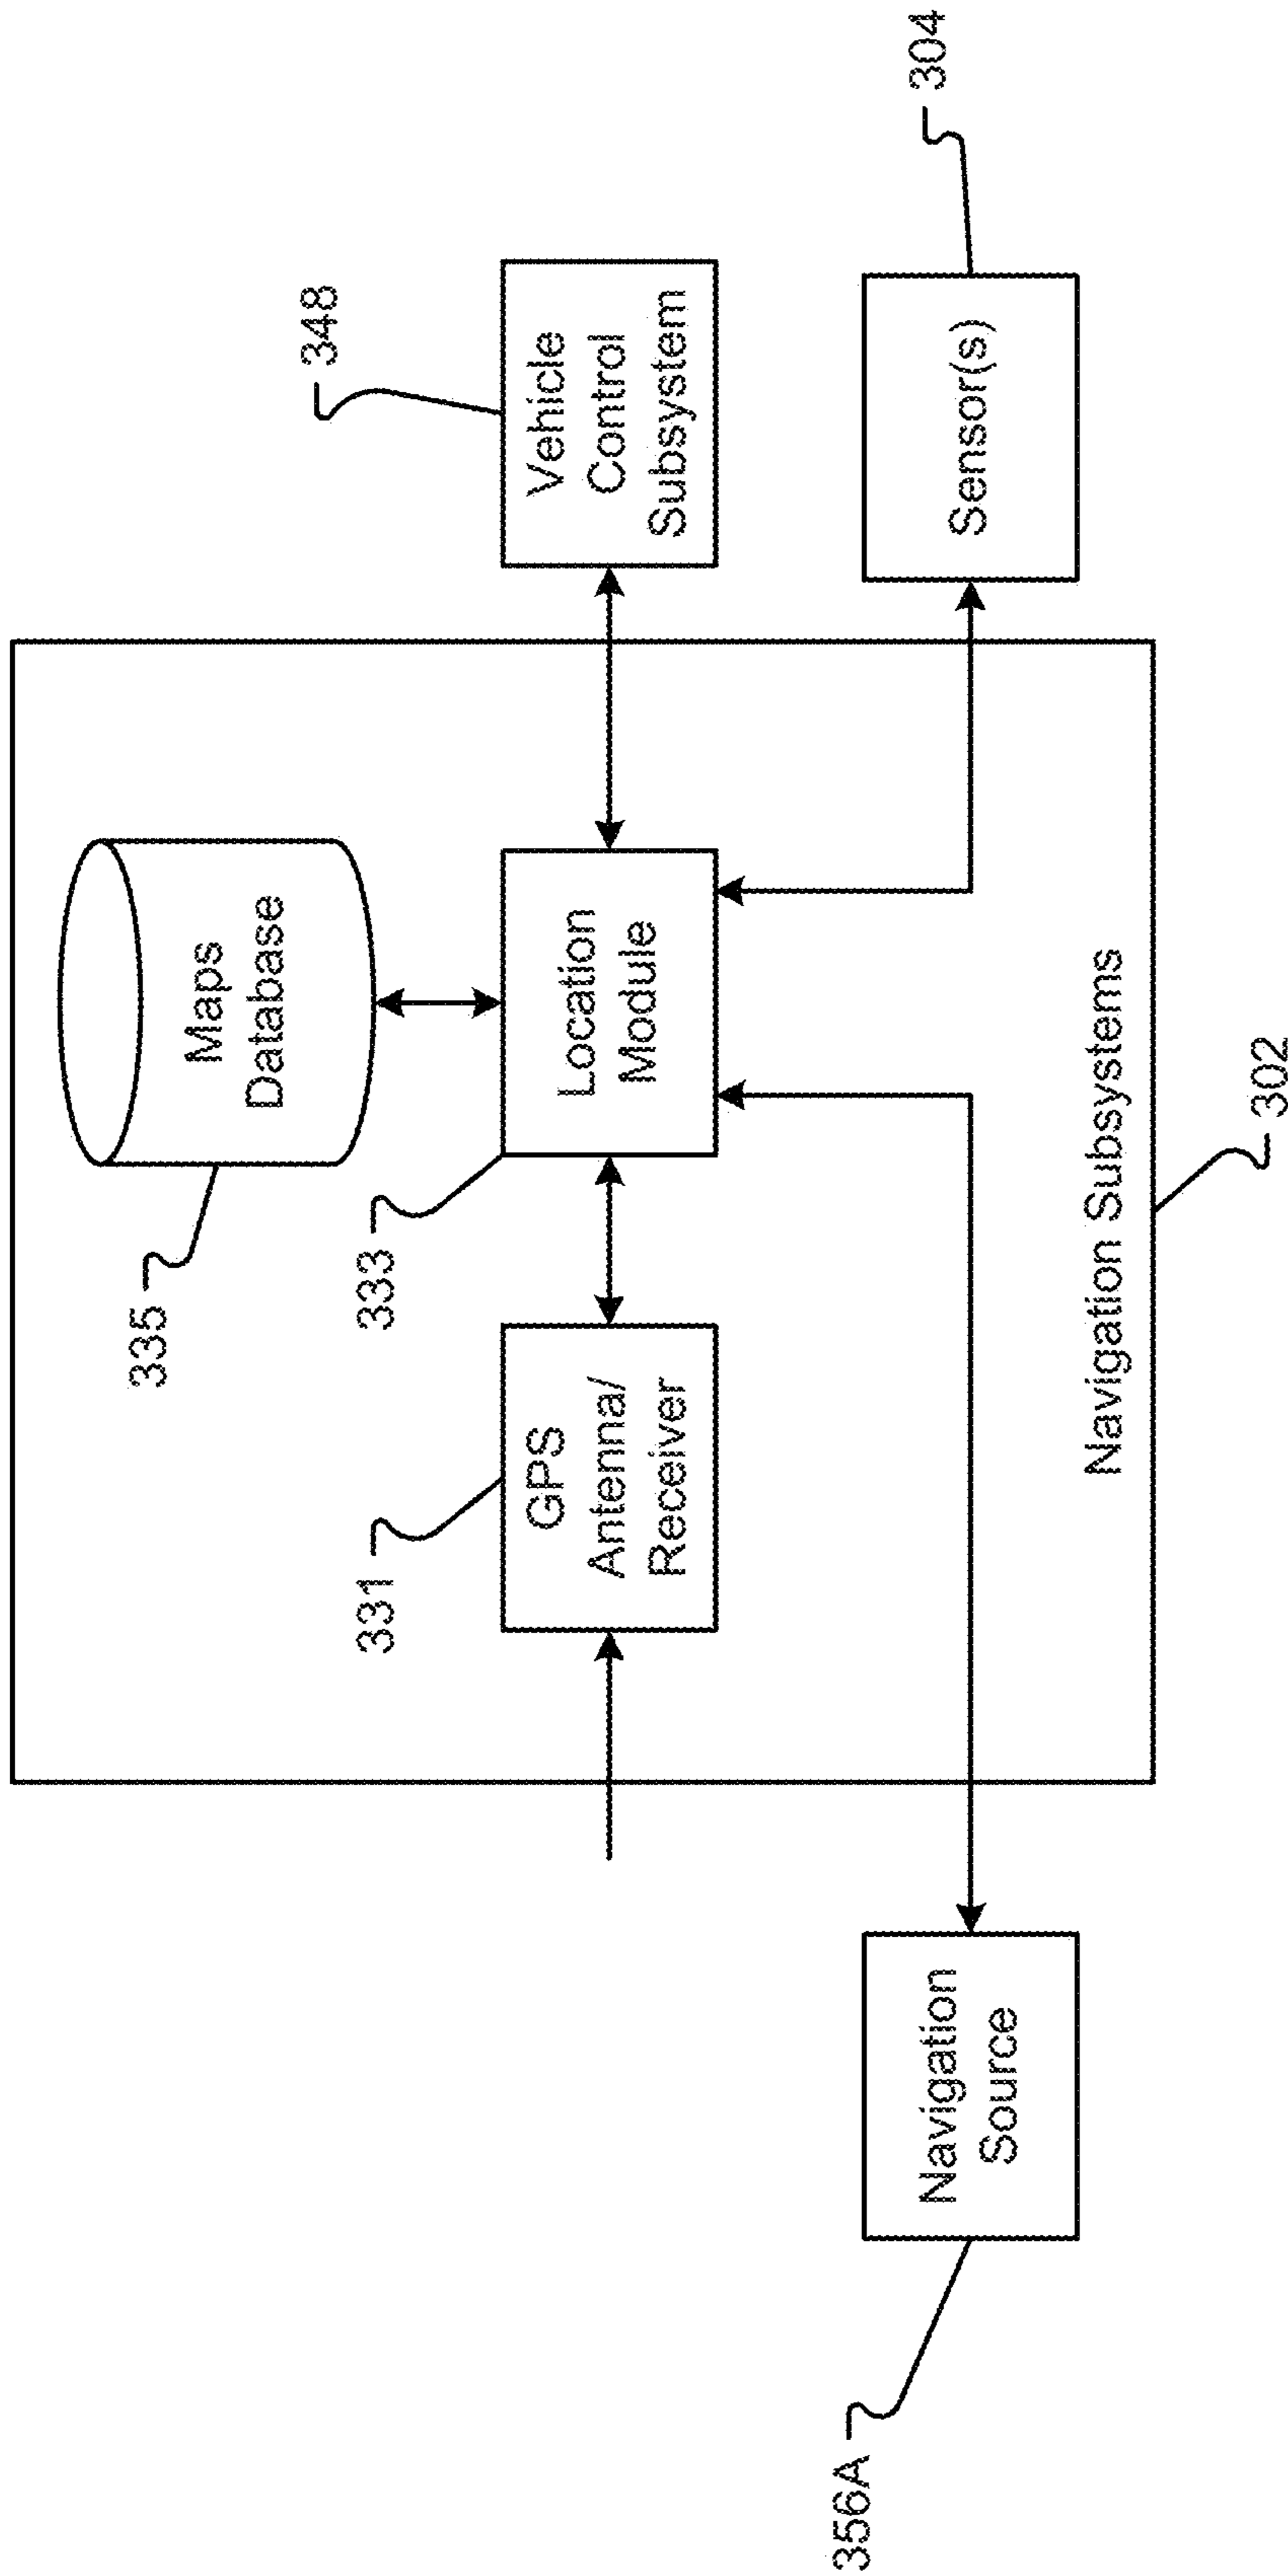 335
Maps
Database
348
333
331
Vehicle
Control
Subsystem
Location
Module
GPS
Antenna/
Receiver
304
Sensor(s)
356A
Navigation
Source
Navigation Subsystems
302